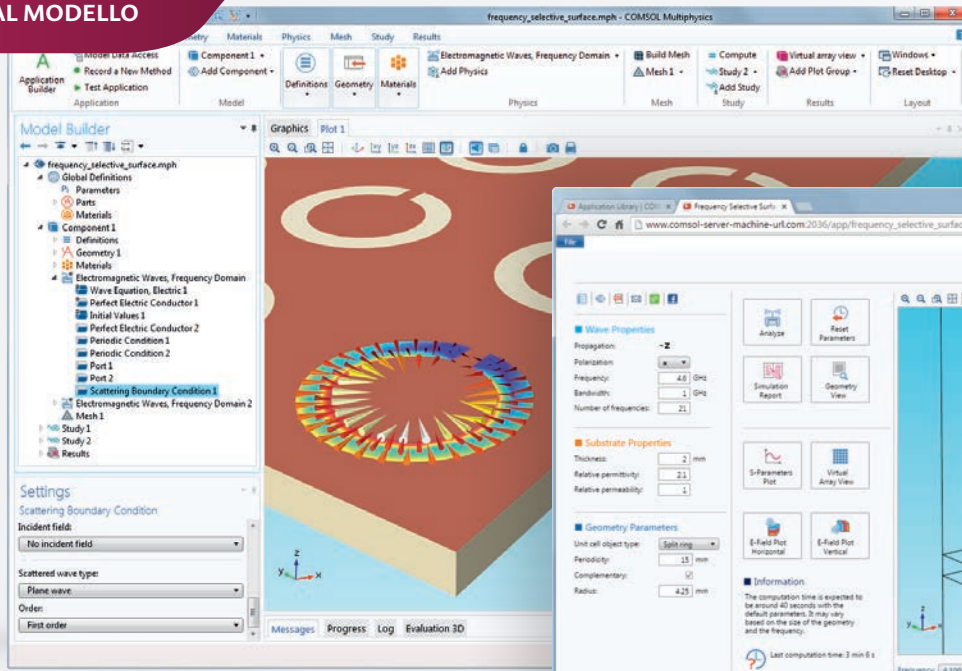 AL MODELLO
frequency_selective_surface.mph - COMSOL Multiphysics
Materials Physics Mesh Study Results
Model Data Access
Record a New Method
Test Application
Application Builder
Application
Component 1
Add Component
Model
Definitions Geometry Materials
Electromagnetic Waves, Frequency Domain
Add Physics
Physics
Build Mesh
Mesh 1
Mesh
Compute
Study 2
Add Study
Study
Virtual array view
Add Plot Group
Results
Windows
Reset Desktop
Layout
Model Builder
frequency_selective_surface.mph
Global Definitions
Pi Parameters
Parts
Materials
Component 1
Definitions
Geometry 1
Materials
Electromagnetic Waves, Frequency Domain
Wave Equation, Electric 1
Perfect Electric Conductor 1
Initial Values 1
Perfect Electric Conductor 2
Periodic Condition 1
Periodic Condition 2
Port 1
Port 2
Scattering Boundary Condition 1
Electromagnetic Waves, Frequency Domain 2
Mesh 1
Study 1
Study 2
Results
Settings
Scattering Boundary Condition
Incident field:
No incident field
Scattered wave type:
Plane wave
Order:
First order
Graphics Plot 1
z
y x
Messages Progress Log Evaluation 3D
Application Library | COM
Frequency Selective Surfa
www.comsol-server-machine-url.com:2036/app/frequency_selective_surfac
File
Wave Properties
Propagation: -z
Polarization: x
Frequency: 4.6 GHz
Bandwidth: 1 GHz
Number of frequencies: 21
Substrate Properties
Thickness: 2 mm
Relative permittivity: 2.1
Relative permeability: 1
Geometry Parameters
Unit cell object type: Split ring
Periodicity: 15 mm
Complementary:
Radius: 4.25 mm
Analyze
Reset Parameters
Simulation Report
Geometry View
S-Parameters Plot
Virtual Array View
E-Field Plot Horizontal
E-Field Plot Vertical
Information
The computation time is expected to
be around 40 seconds with the
default parameters. It may vary
based on the size of the geometry
and the frequency.
Last computation time: 3 min 6 s
z
y x
Frequency: